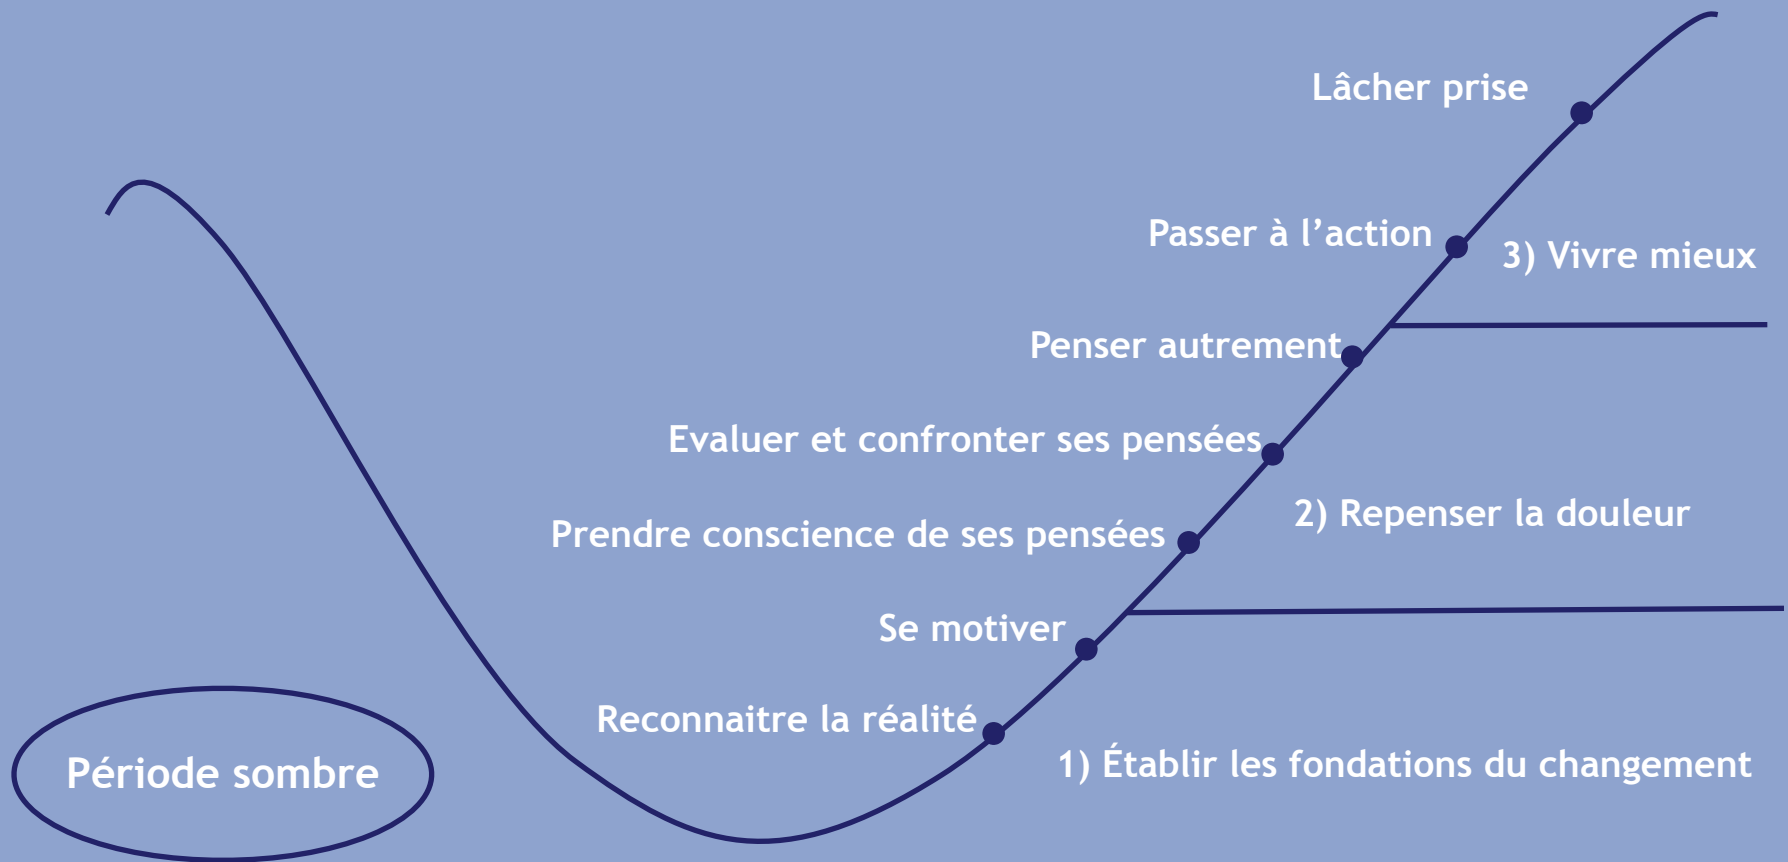 Lâcher prise
Passer à l’action
3) Vivre mieux
Penser autrement
Evaluer et confronter ses pensées
2) Repenser la douleur
Prendre conscience de ses pensées
Se motiver
Reconnaitre la réalité
1) Établir les fondations du changement
Période sombre